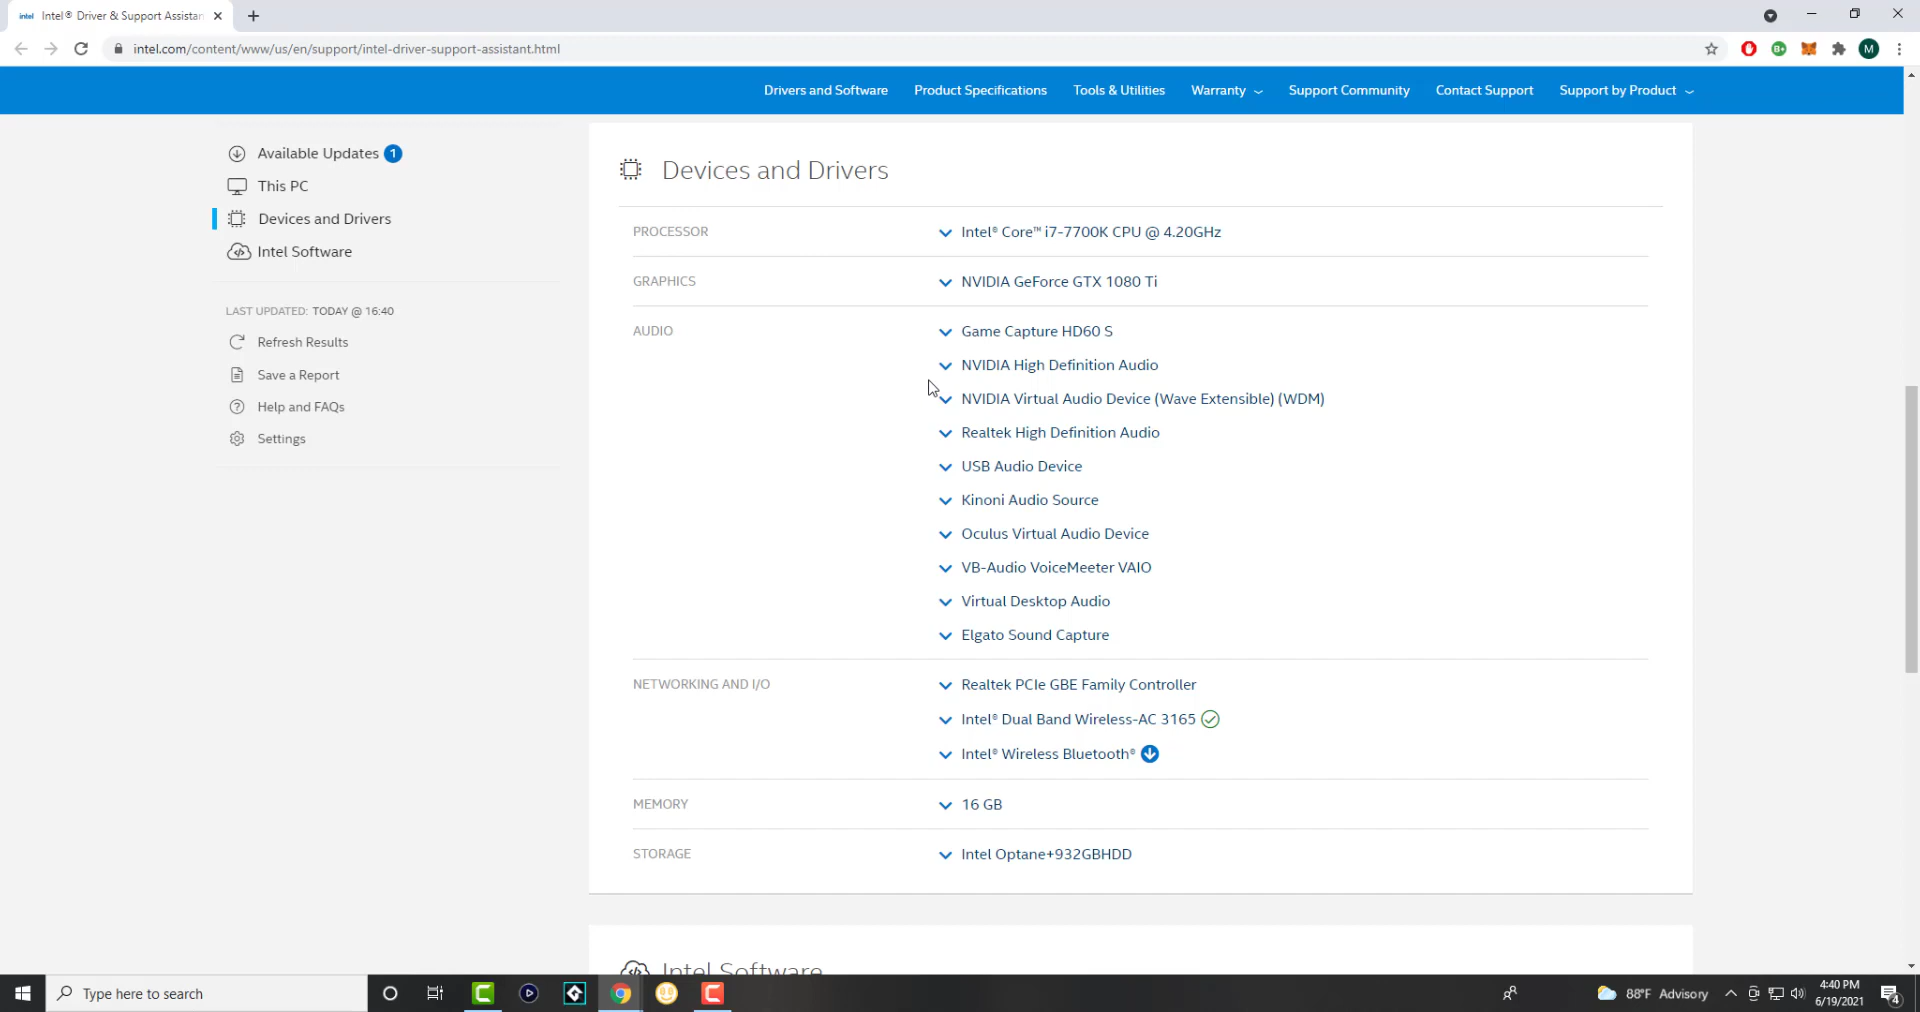 intel Intel® Driver & Support Assistan
intel.com/content/www/us/en/support/intel-driver-support-assistant.html
M
Drivers and Software Product Specifications Tools & Utilities Warranty Support Community Contact Support Support by Product
Available Updates 1
This PC
Devices and Drivers
Intel Software
LAST UPDATED: TODAY @ 16:40
Refresh Results
Save a Report
Help and FAQs
Settings
Devices and Drivers
PROCESSOR Intel® Core™ i7-7700K CPU @ 4.20GHz
GRAPHICS NVIDIA GeForce GTX 1080 Ti
AUDIO Game Capture HD60 S
NVIDIA High Definition Audio
NVIDIA Virtual Audio Device (Wave Extensible) (WDM)
Realtek High Definition Audio
USB Audio Device
Kinoni Audio Source
Oculus Virtual Audio Device
VB-Audio VoiceMeeter VAIO
Virtual Desktop Audio
Elgato Sound Capture
NETWORKING AND I/O Realtek PCIe GBE Family Controller
Intel® Dual Band Wireless-AC 3165
Intel® Wireless Bluetooth®
MEMORY 16 GB
STORAGE Intel Optane+932GBHDD
Intel Software
Type here to search
88°F Advisory
4:40 PM
6/19/2021
4